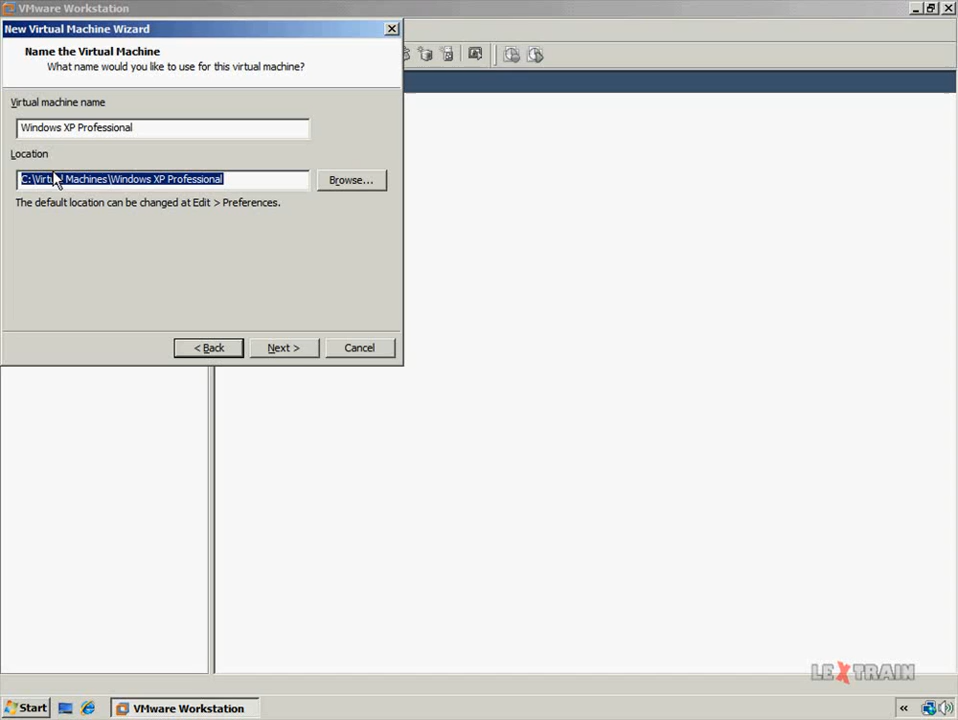 VMware Workstation
New Virtual Machine Wizard
Name the Virtual Machine
What name would you like to use for this virtual machine?
Virtual machine name
Windows XP Professional
Location
C:\Virtual Machines\Windows XP Professional
Browse...
The default location can be changed at Edit > Preferences.
< Back
Next >
Cancel
LEXTRAIN
Start
VMware Workstation